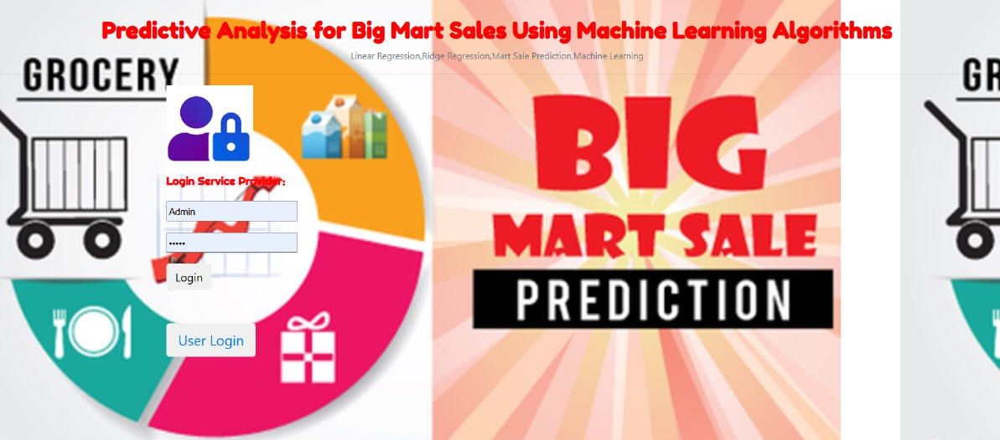 Predictive Analysis for Big Mart Sales Using Machine Learning Algorithms
Linear Regression,Ridge Regression,Mart Sale Prediction,Machine Learning
GROCERY
GR
BIG
MART SALE
PREDICTION
Login Service Provider:
Admin
•••••
Login
User Login